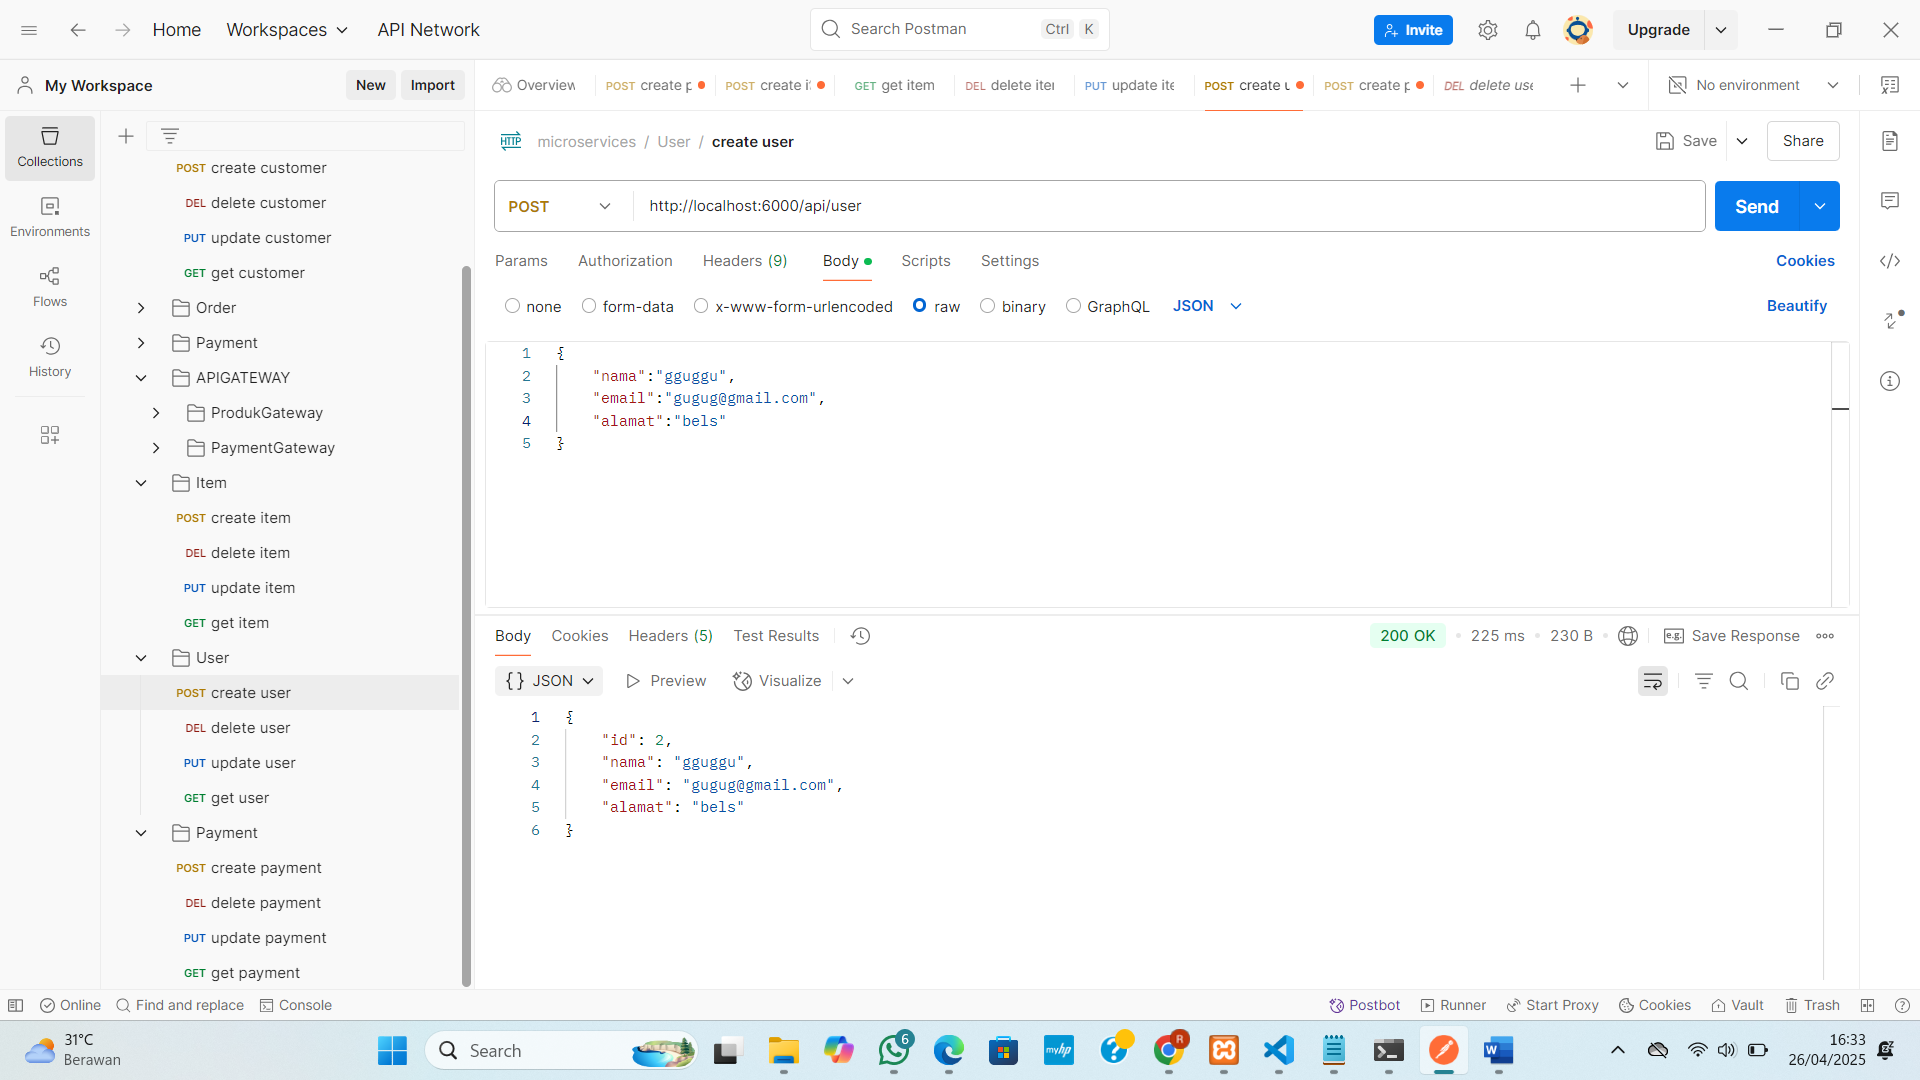 Home Workspaces API Network Search Postman Ctrl K Invite Upgrade
My Workspace New Import Overview POST create p POST create i GET get item DEL delete iter PUT update ite POST create u POST create p DEL delete use No environment
Collections
Environments
Flows
History
POST create customer
DEL delete customer
PUT update customer
GET get customer
Order
Payment
APIGATEWAY
ProdukGateway
PaymentGateway
Item
POST create item
DEL delete item
PUT update item
GET get item
User
POST create user
DEL delete user
PUT update user
GET get user
Payment
POST create payment
DEL delete payment
PUT update payment
GET get payment
HTTP microservices / User / create user Save Share
POST http://localhost:6000/api/user Send
Params Authorization Headers (9) Body Scripts Settings Cookies
none form-data x-www-form-urlencoded raw binary GraphQL JSON Beautify
1 {
2 "nama":"gguggu",
3 "email":"gugug@gmail.com",
4 "alamat":"bels"
5 }
Body Cookies Headers (5) Test Results 200 OK 225 ms 230 B e.g. Save Response
{} JSON Preview Visualize
1 {
2 "id": 2,
3 "nama": "gguggu",
4 "email": "gugug@gmail.com",
5 "alamat": "bels"
6 }
Online Find and replace Console Postbot Runner Start Proxy Cookies Vault Trash
31°C
Berawan
Search
myhp
6
R
16:33
26/04/2025